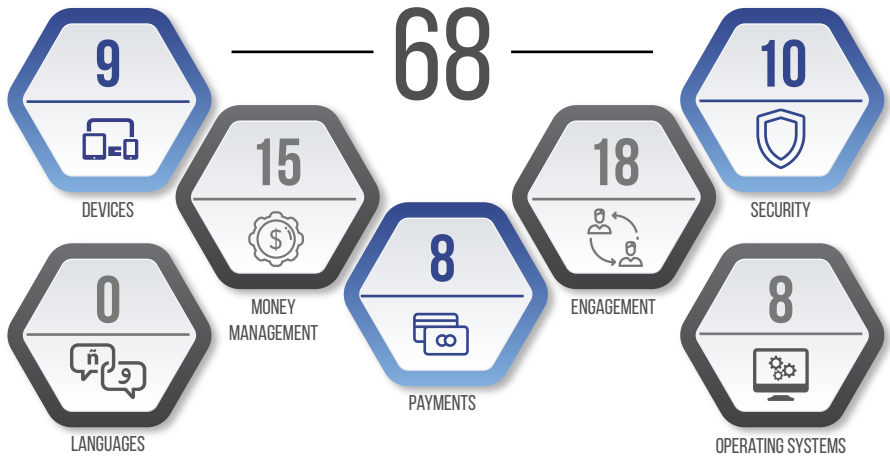 68
9
DEVICES
15
MONEY
MANAGEMENT
8
PAYMENTS
18
ENGAGEMENT
10
SECURITY
0
ñ
و
LANGUAGES
$
8
OPERATING SYSTEMS